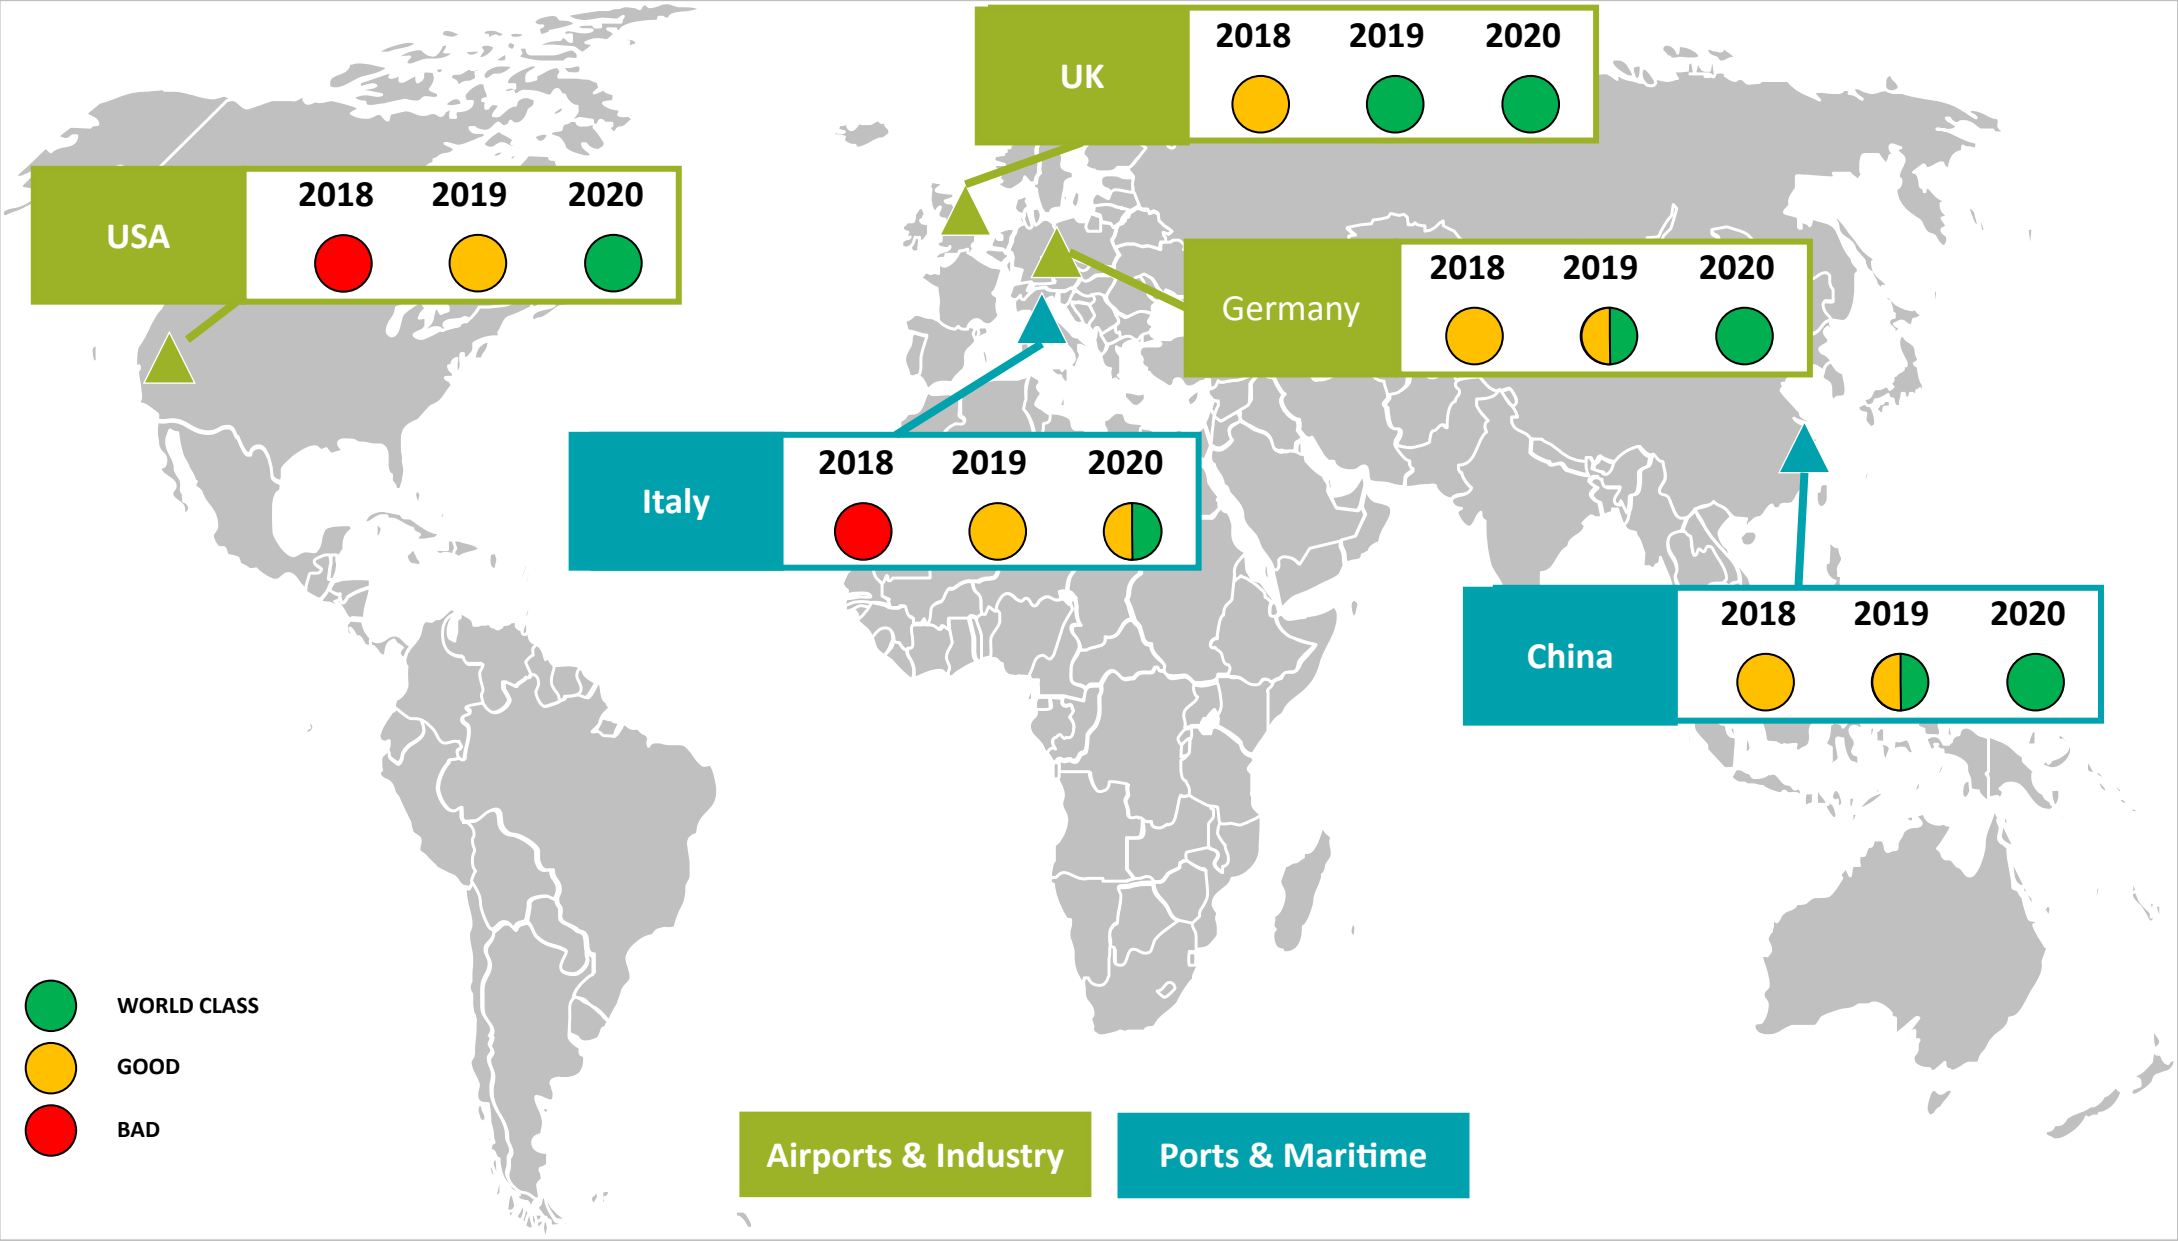 UK
2018 2019 2020
USA
2018 2019 2020
Germany
2018 2019 2020
Italy
2018 2019 2020
China
2018 2019 2020
WORLD CLASS
GOOD
BAD
Airports & Industry
Ports & Maritime